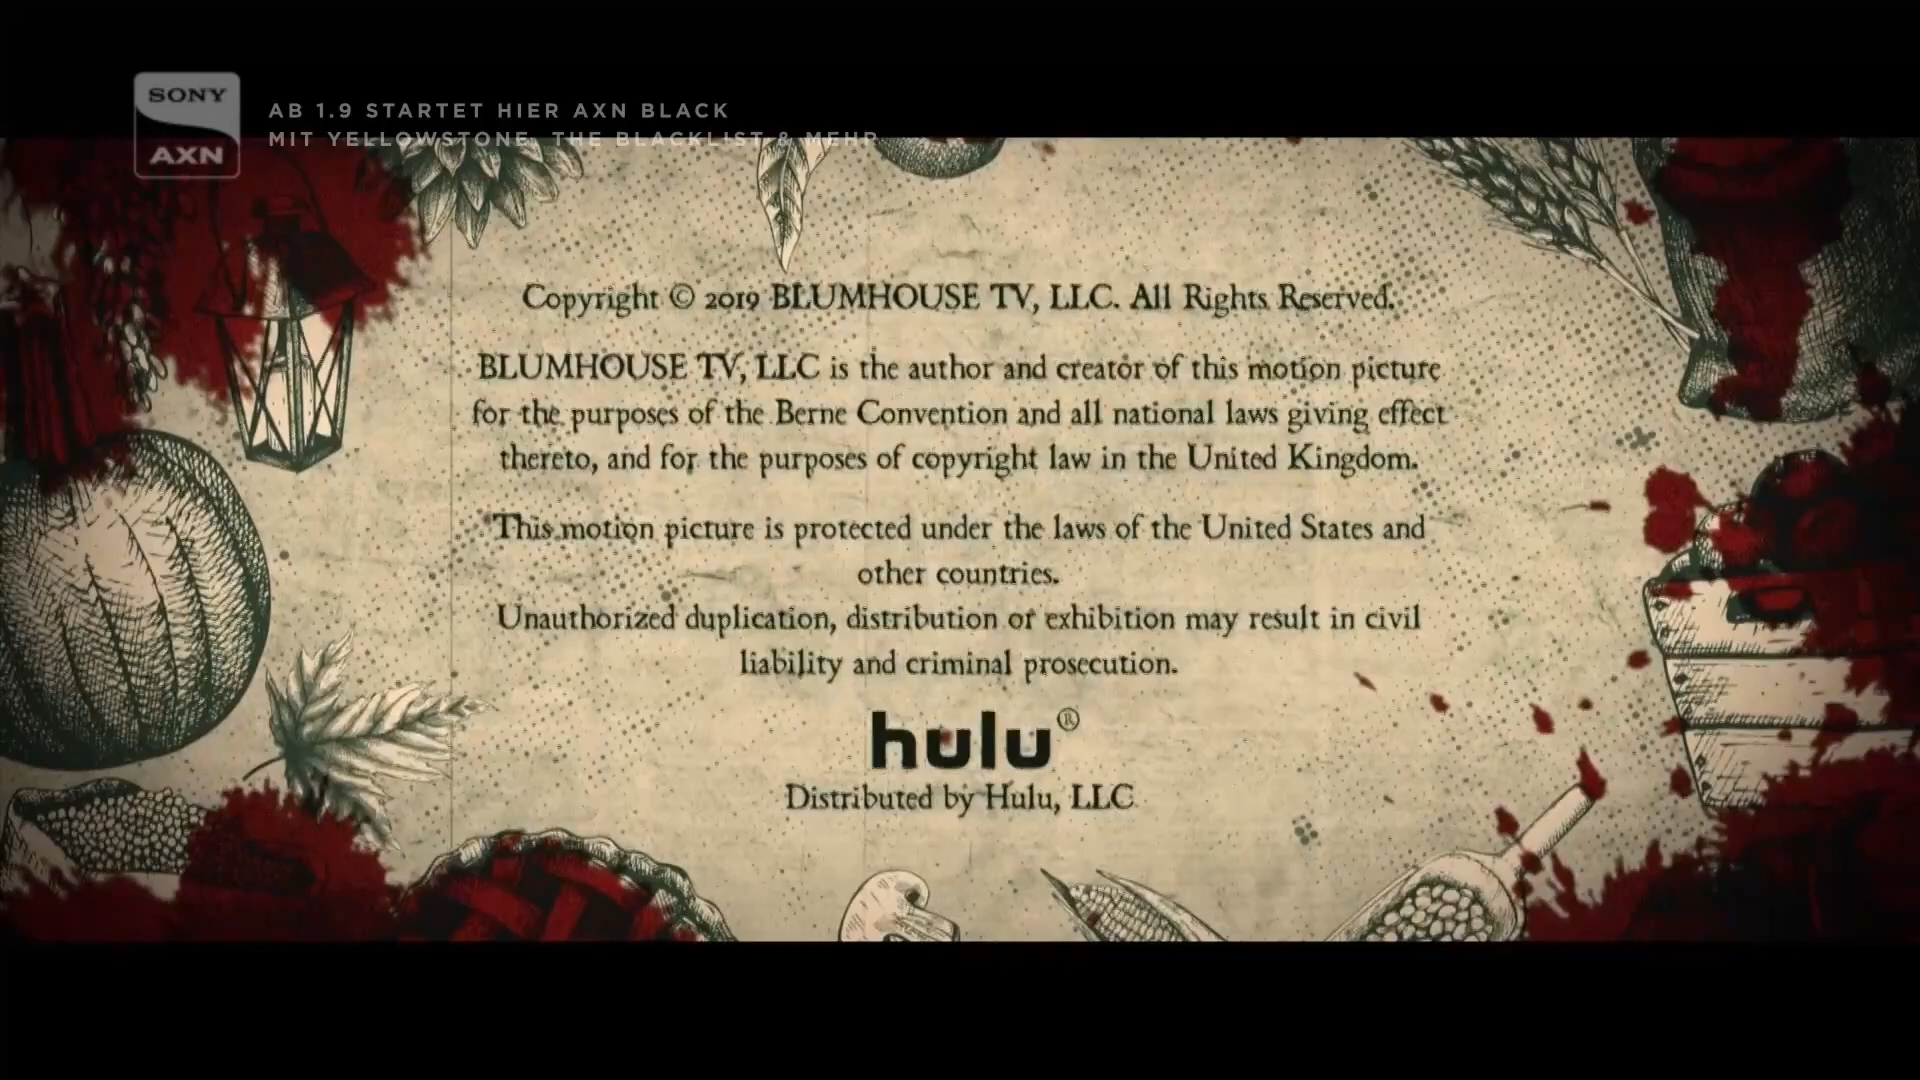 SONY
AXN
AB 1.9 STARTET HIER AXN BLACK
MIT YELLOWSTONE, THE BLACKLIST & MEHR
Copyright © 2019 BLUMHOUSE TV, LLC. All Rights Reserved.
BLUMHOUSE TV, LLC is the author and creator of this motion picture
for the purposes of the Berne Convention and all national laws giving effect
thereto, and for the purposes of copyright law in the United Kingdom.
This motion picture is protected under the laws of the United States and
other countries.
Unauthorized duplication, distribution or exhibition may result in civil
liability and criminal prosecution.
hulu®
Distributed by Hulu, LLC